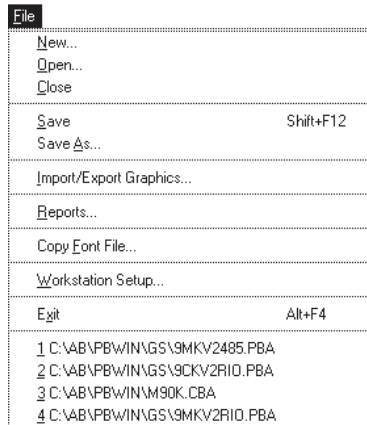 File
New...
Open...
Close
Save Shift+F12
Save As...
Import/Export Graphics...
Reports...
Copy Font File...
Workstation Setup...
Exit Alt+F4
1 C:\AB\PBWIN\GS\9MKV2485.PBA
2 C:\AB\PBWIN\GS\9CKV2RIO.PBA
3 C:\AB\PBWIN\M90K.CBA
4 C:\AB\PBWIN\GS\9MKV2RIO.PBA